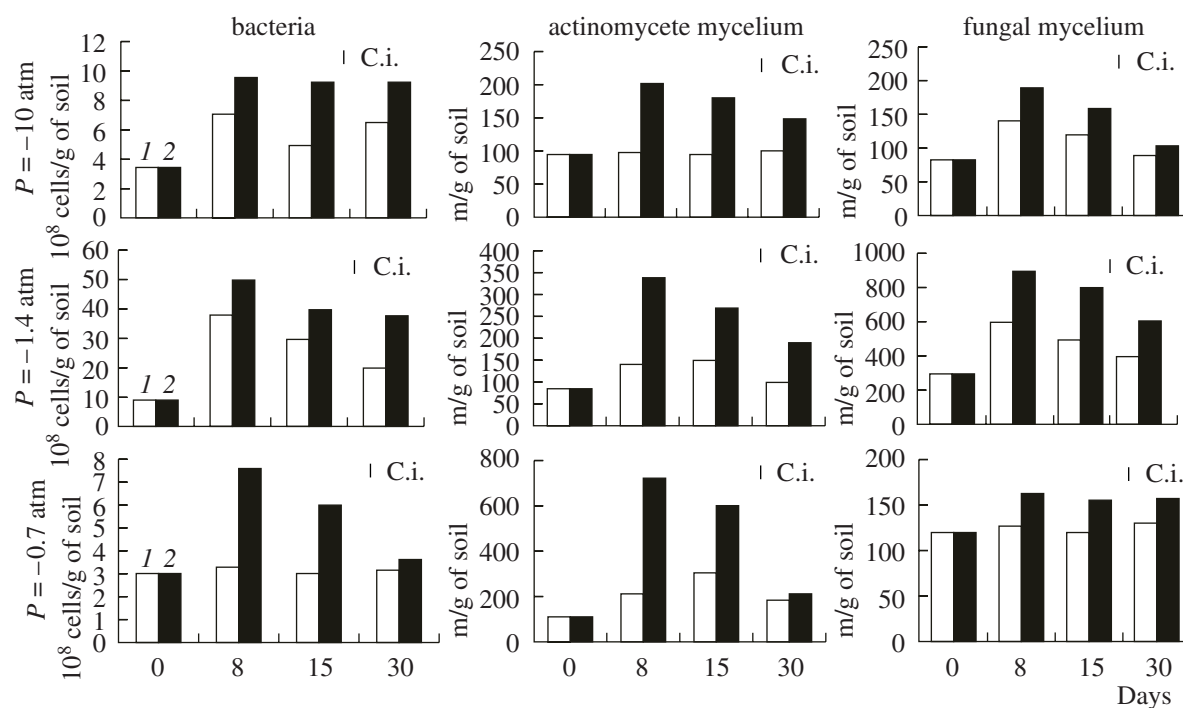 bacteria
actinomycete mycelium
fungal mycelium
P = −10 atm
10⁸ cells/g of soil
12
10
8
6
4
2
0
1 2
C.i.
m/g of soil
250
200
150
100
50
0
C.i.
m/g of soil
250
200
150
100
50
0
C.i.
P = −1.4 atm
10⁸ cells/g of soil
60
50
40
30
20
10
0
1 2
C.i.
m/g of soil
400
350
300
250
200
150
100
50
0
C.i.
m/g of soil
1000
800
600
400
200
0
C.i.
P = −0.7 atm
10⁸ cells/g of soil
8
7
6
5
4
3
2
1
0
1 2
C.i.
m/g of soil
800
600
400
200
0
C.i.
m/g of soil
200
150
100
50
0
C.i.
0 8 15 30
0 8 15 30
0 8 15 30
Days